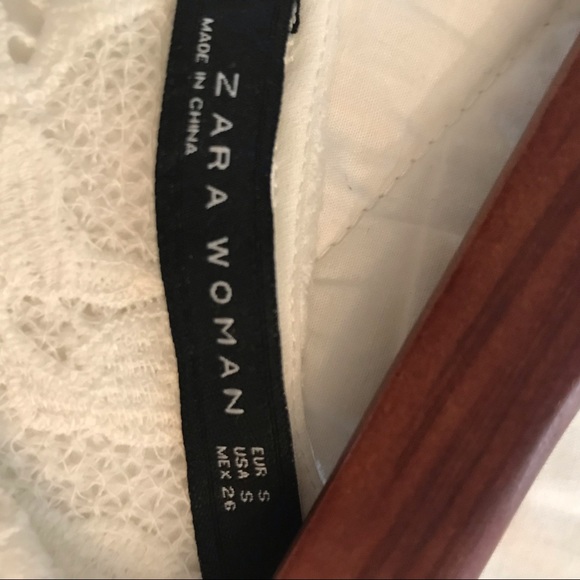 ZARA WOMAN
MADE IN CHINA
EUR S
USA S
MEX 26